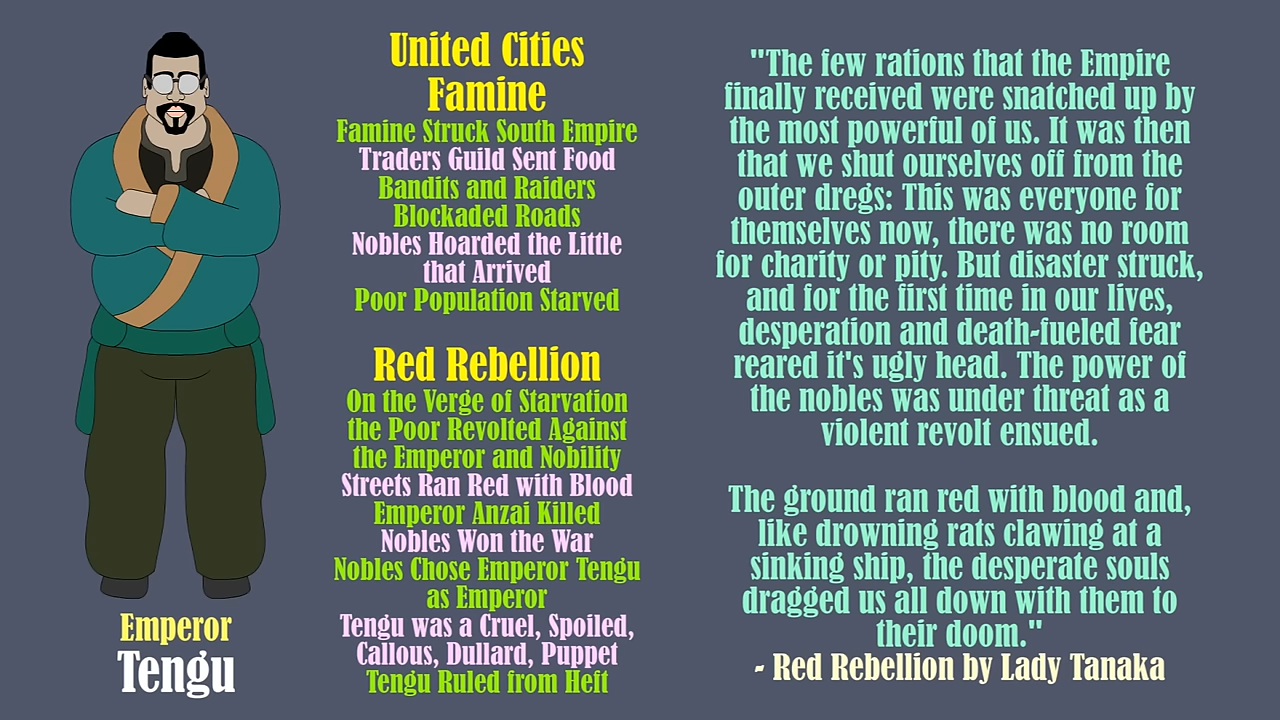 United Cities
Famine
Famine Struck South Empire
Traders Guild Sent Food
Bandits and Raiders
Blockaded Roads
Nobles Hoarded the Little
that Arrived
Poor Population Starved
Red Rebellion
On the Verge of Starvation
the Poor Revolted Against
the Emperor and Nobility
Streets Ran Red with Blood
Emperor Anzai Killed
Nobles Won the War
Nobles Chose Emperor Tengu
as Emperor
Tengu was a Cruel, Spoiled,
Callous, Dullard, Puppet
Tengu Ruled from Heft
Emperor
Tengu
"The few rations that the Empire
finally received were snatched up by
the most powerful of us. It was then
that we shut ourselves off from the
outer dregs: This was everyone for
themselves now, there was no room
for charity or pity. But disaster struck,
and for the first time in our lives,
desperation and death-fueled fear
reared it's ugly head. The power of
the nobles was under threat as a
violent revolt ensued.
The ground ran red with blood and,
like drowning rats clawing at a
sinking ship, the desperate souls
dragged us all down with them to
their doom."
- Red Rebellion by Lady Tanaka